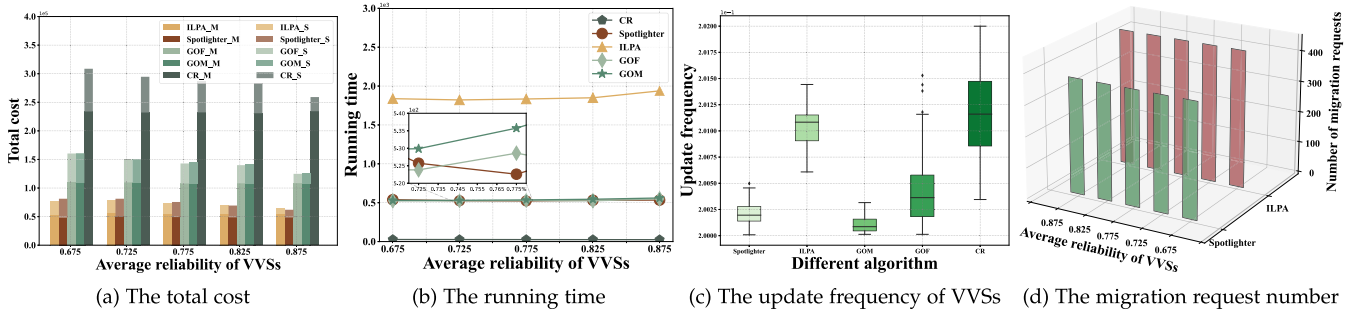 1e5
4.0
3.5
3.0
2.5
2.0
1.5
1.0
0.5
0.0
Total cost
ILPA_M
Spotlighter_M
GOF_M
GOM_M
CR_M
ILPA_S
Spotlighter_S
GOF_S
GOM_S
CR_S
0.675
0.725
0.775
0.825
0.875
Average reliability of VVSs
(a) The total cost
1e3
3.0
2.5
2.0
1.5
1.0
0.5
0.0
Running time
CR
Spotlighter
ILPA
GOF
GOM
5.1e2
5.40
5.30
5.20
0.725
0.735
0.745
0.755
0.765
0.775%
0.675
0.725
0.775
0.825
0.875
Average reliability of VVSs
(b) The running time
1e−1
2.0200
2.0175
2.0150
2.0125
2.0100
2.0075
2.0050
2.0025
2.0000
Update frequency
Spotlighter
ILPA
GOM
GOF
CR
Different algorithm
(c) The update frequency of VVSs
400
300
200
100
0
Number of migration requests
ILPA
Spotlighter
0.875
0.825
0.775
0.725
0.675
Average reliability of VVSs
(d) The migration request number